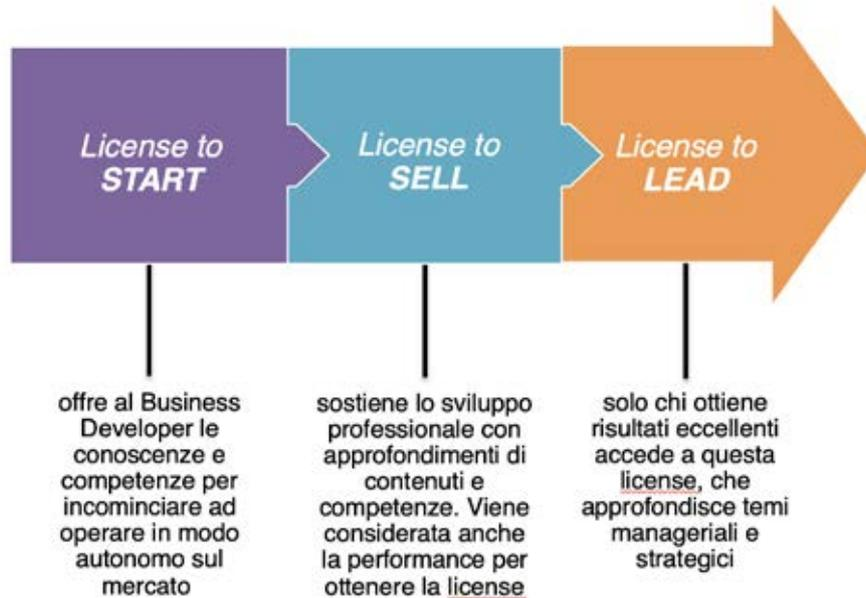 License to
START
License to
SELL
License to
LEAD
offre al Business
Developer le
conoscenze e
competenze per
incominciare ad
operare in modo
autonomo sul
mercato
sostiene lo sviluppo
professionale con
approfondimenti di
contenuti e
competenze. Viene
considerata anche
la performance per
ottenere la license
solo chi ottiene
risultati eccellenti
accede a questa
license, che
approfondisce temi
manageriali e
strategici